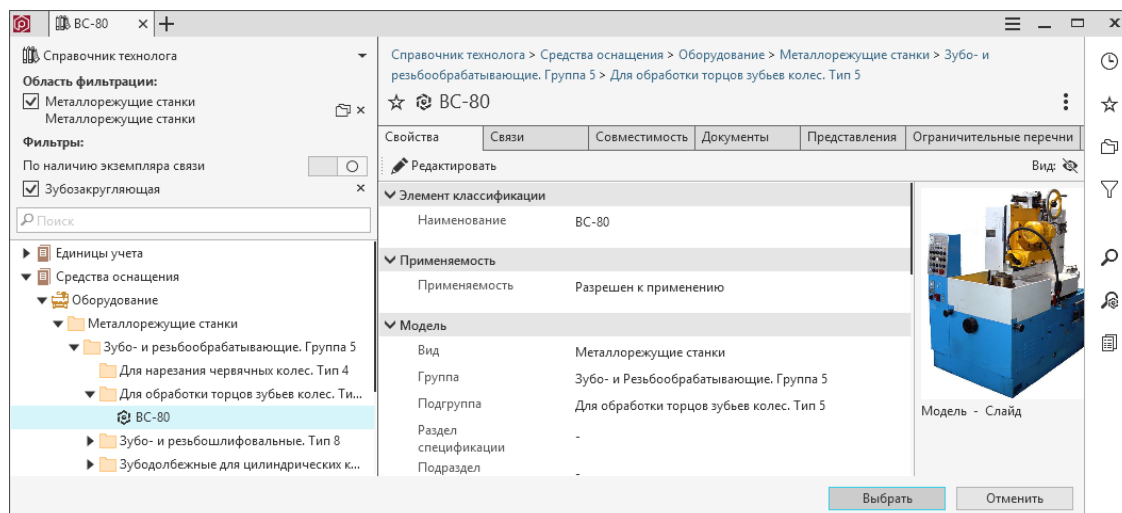 ВС-80
Справочник технолога
Область фильтрации:
Металлорежущие станки
Металлорежущие станки
Фильтры:
По наличию экземпляра связи
Зубозакругляющая
Поиск
Единицы учета
Средства оснащения
Оборудование
Металлорежущие станки
Зубо- и резьбообрабатывающие. Группа 5
Для нарезания червячных колес. Тип 4
Для обработки торцов зубьев колес. Ти...
ВС-80
Зубо- и резьбошлифовальные. Тип 8
Зубодолбежные для цилиндрических к...
Справочник технолога > Средства оснащения > Оборудование > Металлорежущие станки > Зубо- и
резьбообрабатывающие. Группа 5 > Для обработки торцов зубьев колес. Тип 5
ВС-80
Свойства Связи Совместимость Документы Представления Ограничительные перечни
Редактировать Вид:
Элемент классификации
Наименование ВС-80
Применяемость
Применяемость Разрешен к применению
Модель
Вид Металлорежущие станки
Группа Зубо- и Резьбообрабатывающие. Группа 5
Подгруппа Для обработки торцов зубьев колес. Тип 5
Раздел
спецификации -
Подраздел -
Модель - Слайд
Выбрать Отменить